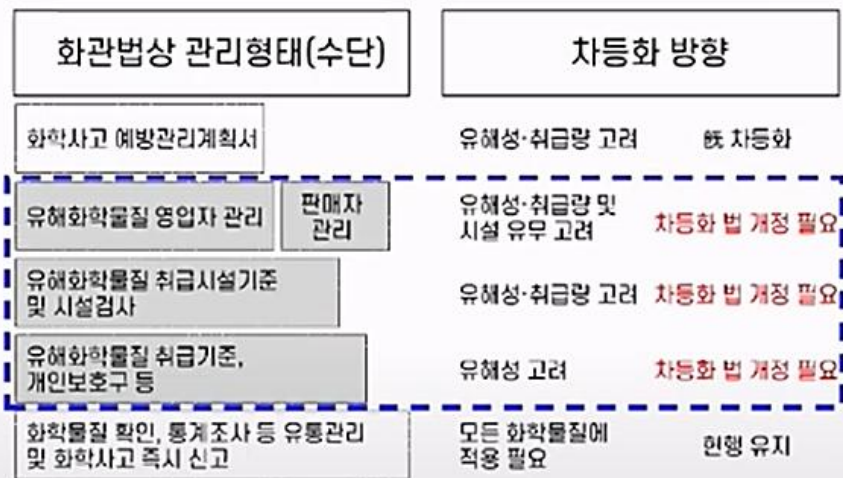 화관법상 관리형태(수단)
차등화 방향
화학사고 예방관리계획서
유해성·취급량 고려
旣 차등화
유해화학물질 영업자 관리
판매자
관리
유해성·취급량 및
시설 유무 고려
차등화 법 개정 필요
유해화학물질 취급시설기준
및 시설검사
유해성·취급량 고려
차등화 법 개정 필요
유해화학물질 취급기준,
개인보호구 등
유해성 고려
차등화 법 개정 필요
화학물질 확인, 통계조사 등 유통관리
및 화학사고 즉시 신고
모든 화학물질에
적용 필요
현행 유지